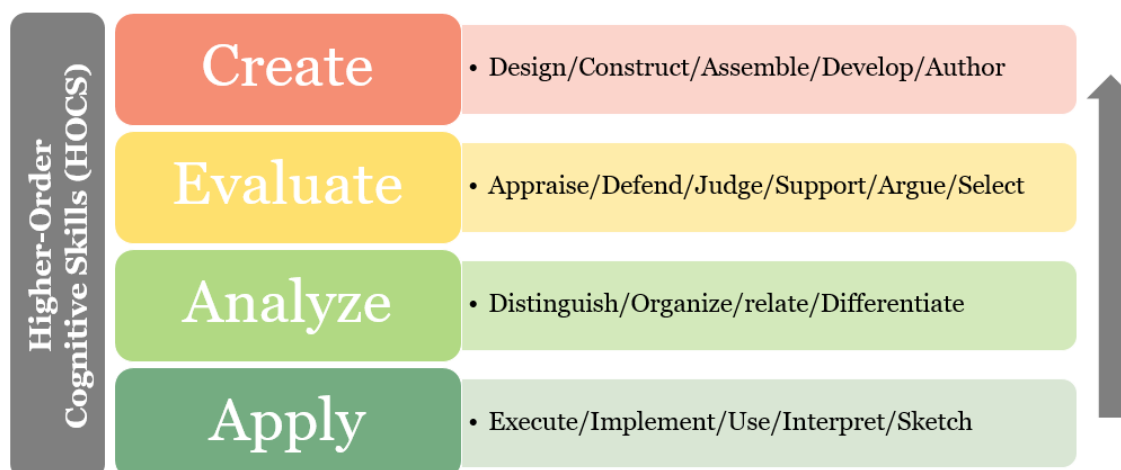 Higher-Order
Cognitive Skills (HOCS)
Create
• Design/Construct/Assemble/Develop/Author
Evaluate
• Appraise/Defend/Judge/Support/Argue/Select
Analyze
• Distinguish/Organize/relate/Differentiate
Apply
• Execute/Implement/Use/Interpret/Sketch